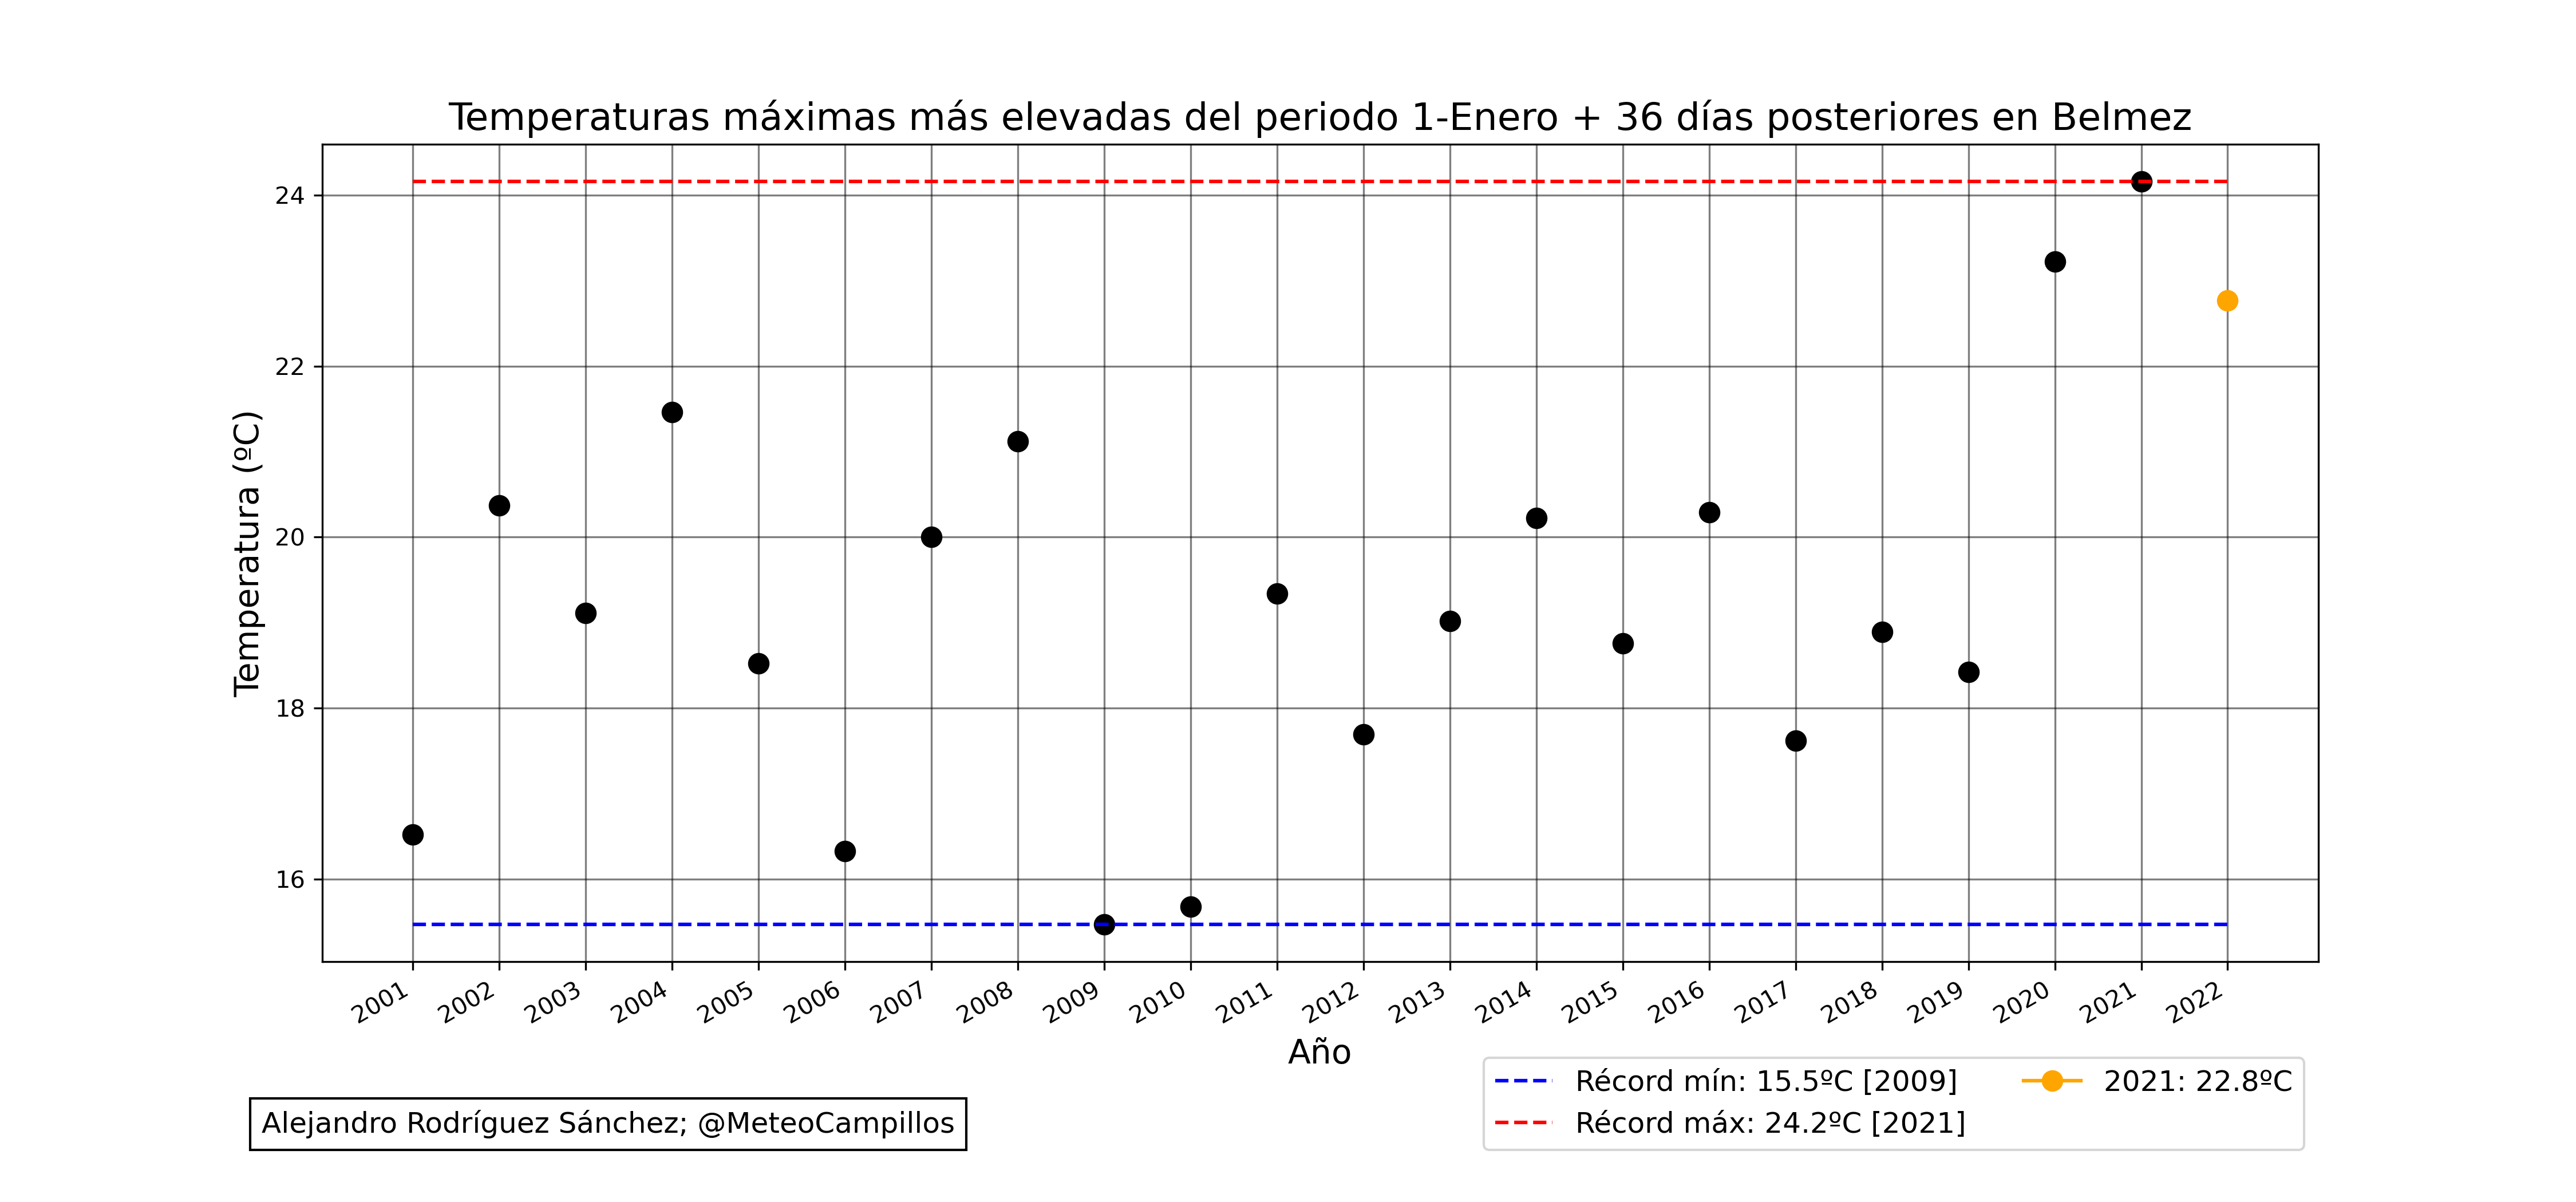 Temperaturas máximas más elevadas del periodo 1-Enero + 36 días posteriores en Belmez
Temperatura (ºC)
24
22
20
18
16
2001 2002 2003 2004 2005 2006 2007 2008 2009 2010 2011 2012 2013 2014 2015 2016 2017 2018 2019 2020 2021 2022
Año
Récord mín: 15.5ºC [2009]
Récord máx: 24.2ºC [2021]
2021: 22.8ºC
Alejandro Rodríguez Sánchez; @MeteoCampillos